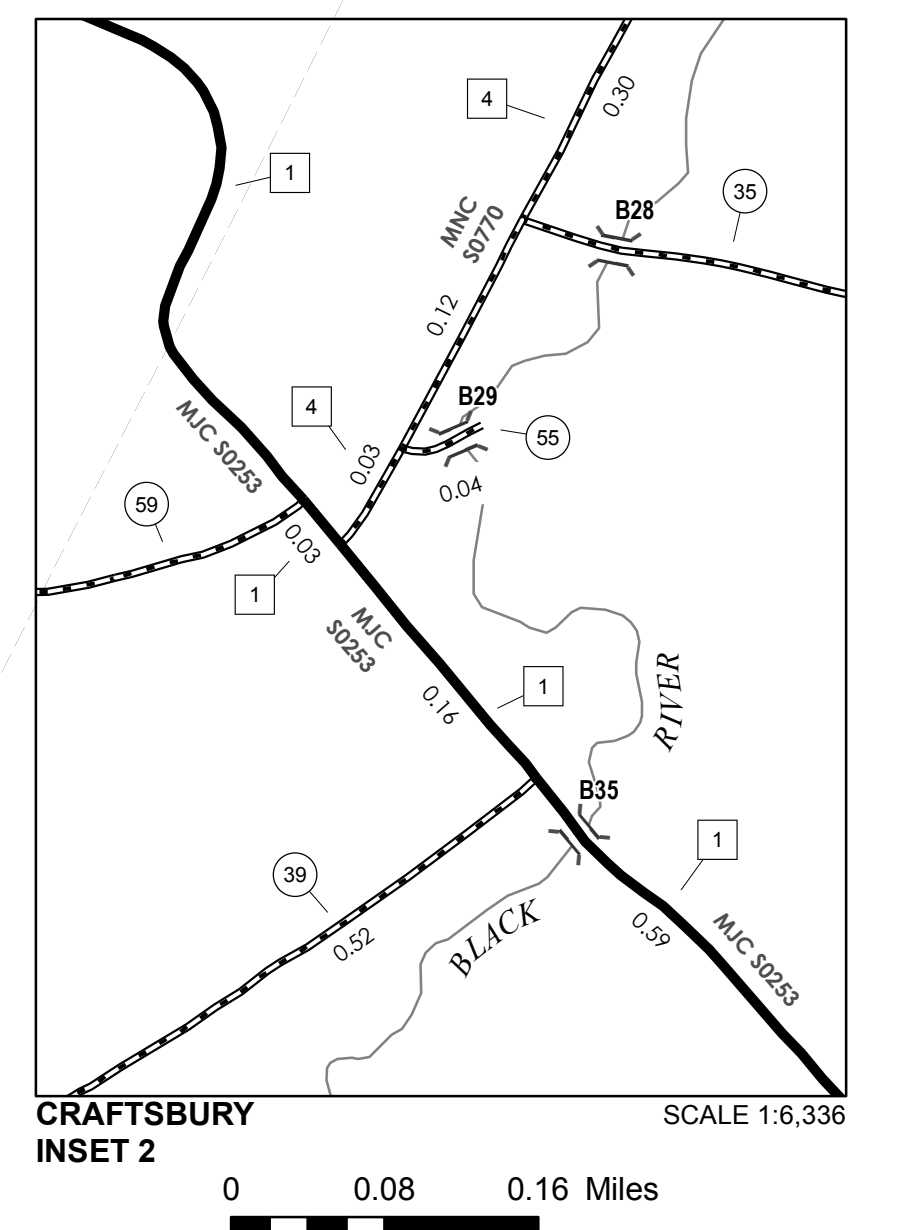 4
0.30
1
35
B28
MNC
S0770
0.12
B29
4
55
0.03
MJC S0253
0.04
59
0.03
1
MJC
S0253
RIVER
1
0.16
B35
1
39
BLACK
0.52
0.59
MJC S0253
CRAFTSBURY
INSET 2
SCALE 1:6,336
0 0.08 0.16 Miles